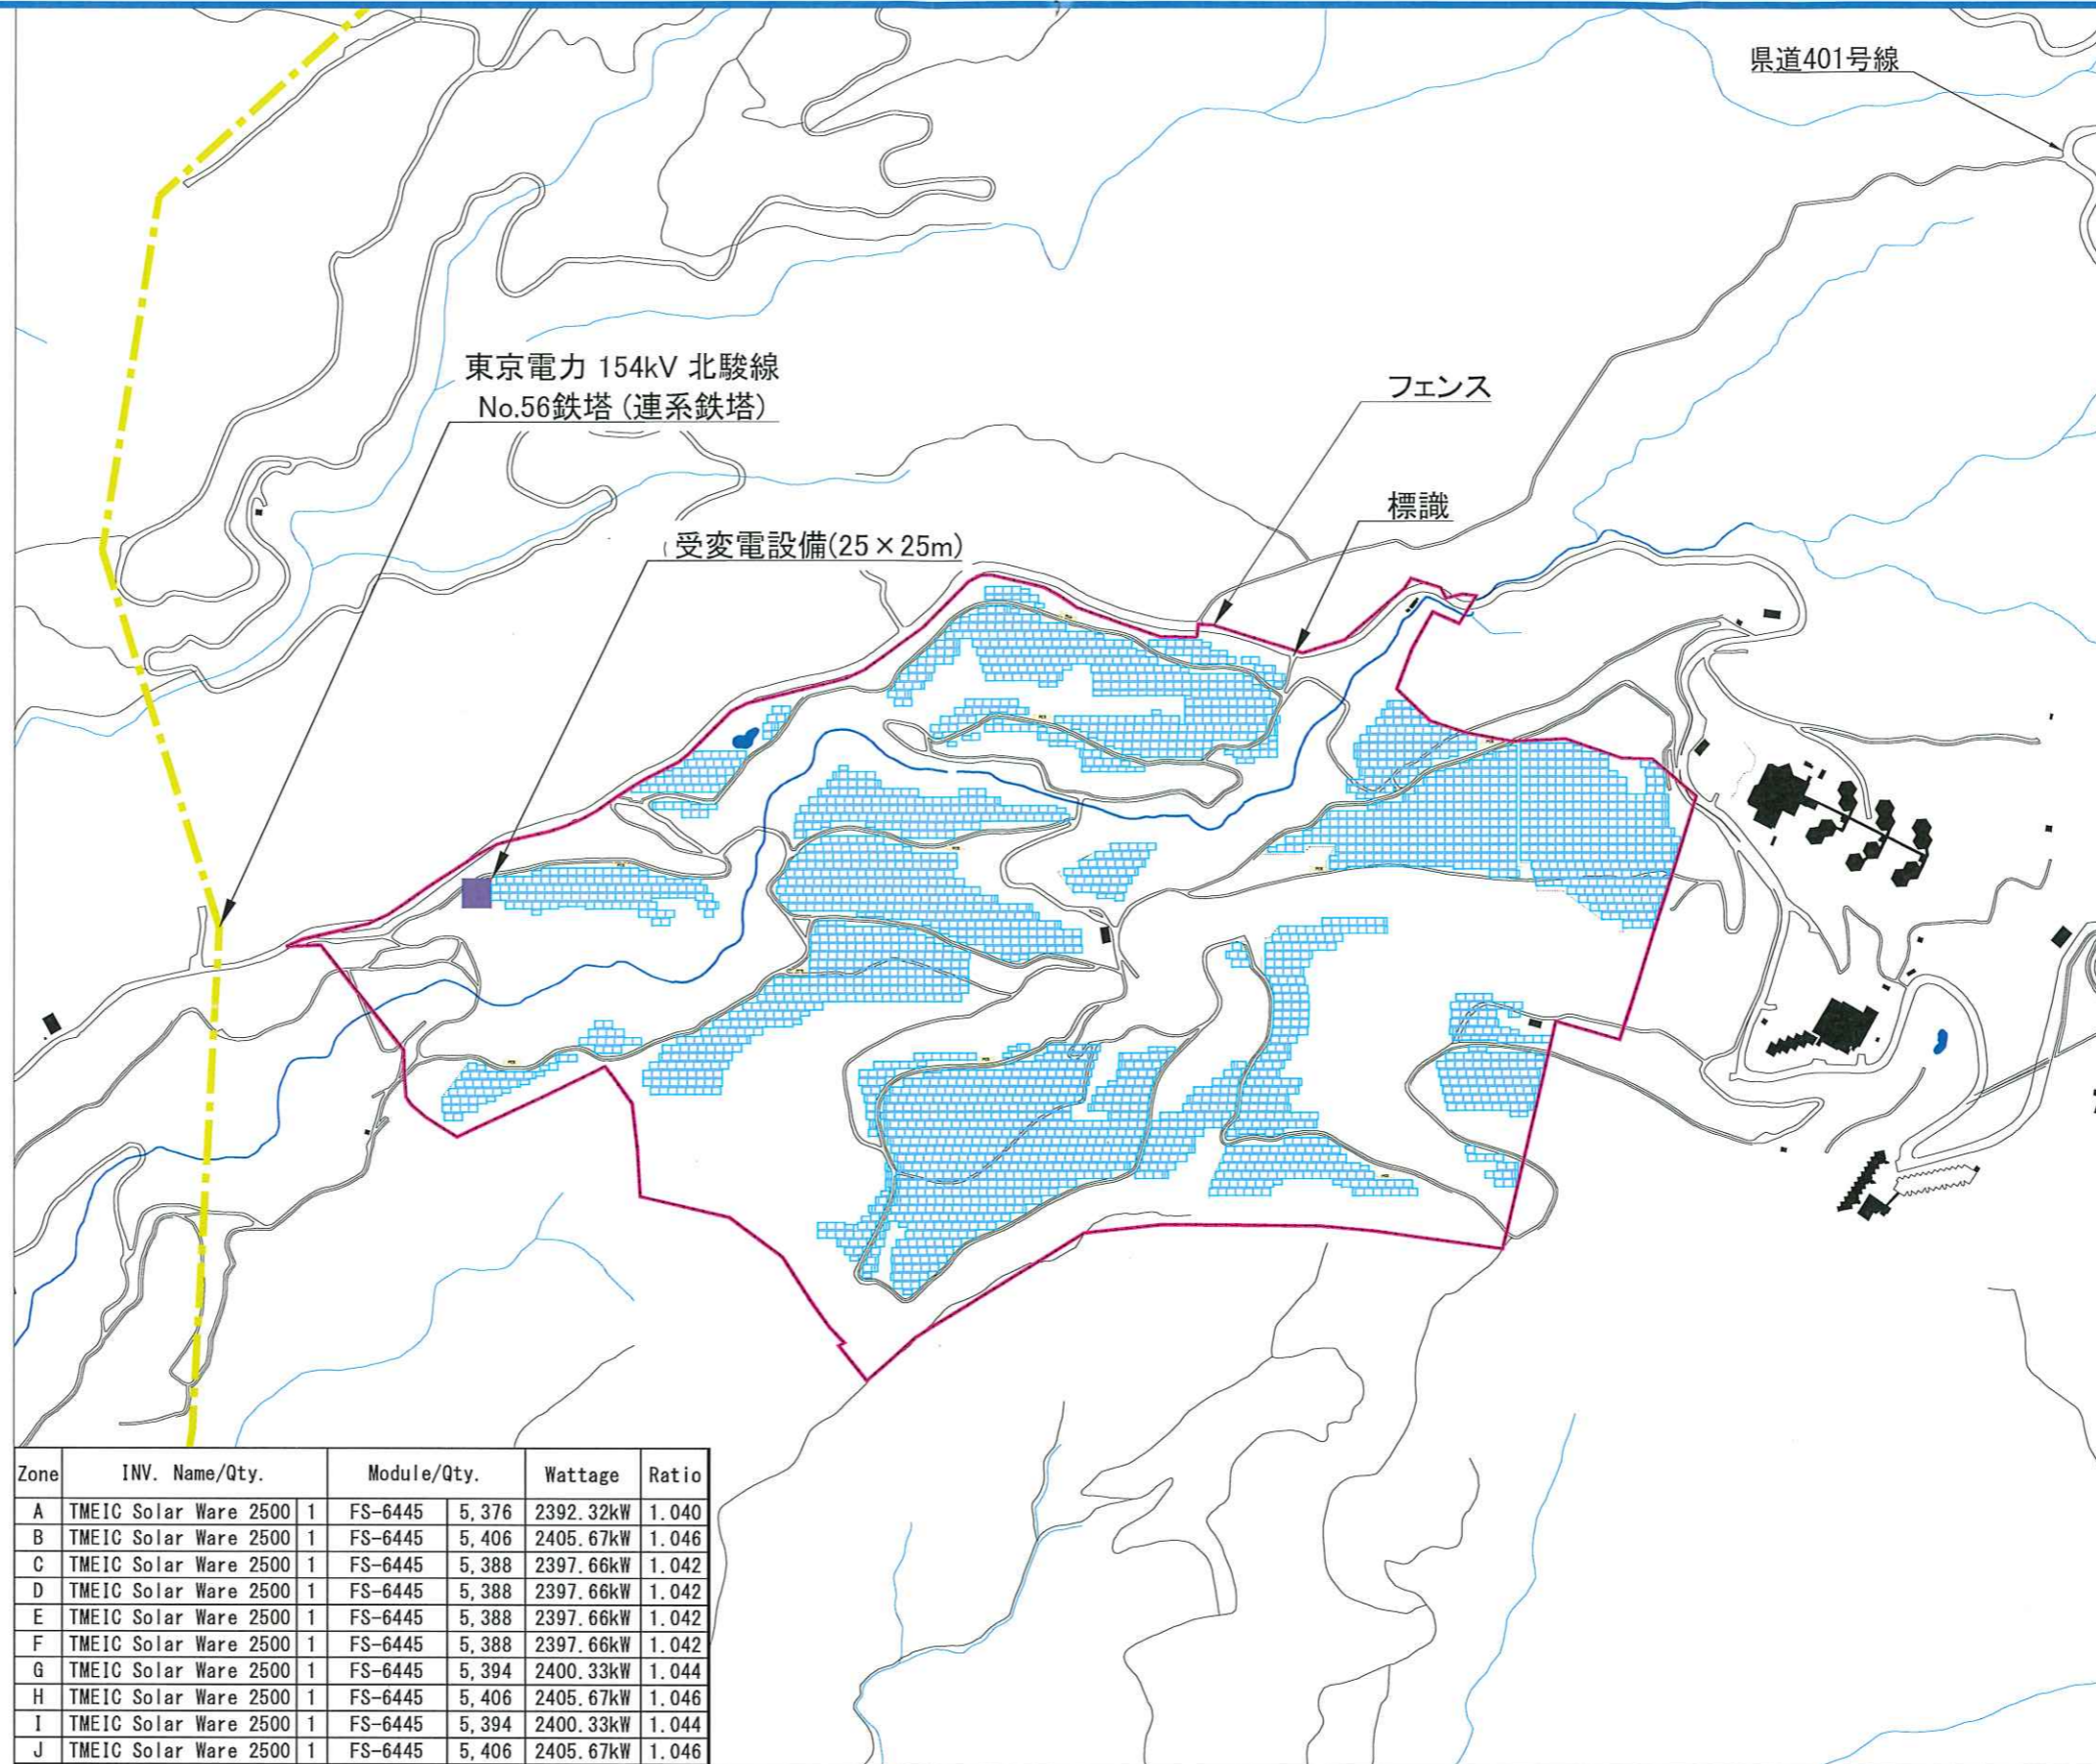 県道401号線
東京電力 154kV 北駿線
No.56鉄塔 (連系鉄塔)
フェンス
標識
受変電設備(25×25m)
Zone INV. Name/Qty. Module/Qty. Wattage Ratio
A TMEIC Solar Ware 2500 1 FS-6445 5,376 2392.32kW 1.040
B TMEIC Solar Ware 2500 1 FS-6445 5,406 2405.67kW 1.046
C TMEIC Solar Ware 2500 1 FS-6445 5,388 2397.66kW 1.042
D TMEIC Solar Ware 2500 1 FS-6445 5,388 2397.66kW 1.042
E TMEIC Solar Ware 2500 1 FS-6445 5,388 2397.66kW 1.042
F TMEIC Solar Ware 2500 1 FS-6445 5,388 2397.66kW 1.042
G TMEIC Solar Ware 2500 1 FS-6445 5,394 2400.33kW 1.044
H TMEIC Solar Ware 2500 1 FS-6445 5,406 2405.67kW 1.046
I TMEIC Solar Ware 2500 1 FS-6445 5,394 2400.33kW 1.044
J TMEIC Solar Ware 2500 1 FS-6445 5,406 2405.67kW 1.046